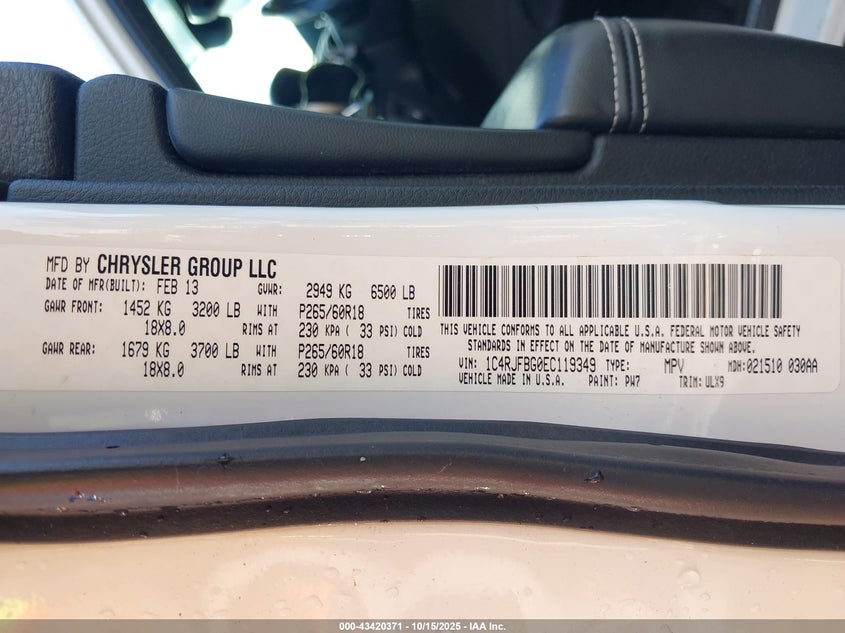 MFD BY CHRYSLER GROUP LLC
DATE OF MFR(BUILT): FEB 13 GVWR: 2949 KG 6500 LB
GAWR FRONT: 1452 KG 3200 LB WITH P265/60R18 TIRES
18X8.0 RIMS AT 230 KPA ( 33 PSI) COLD
GAWR REAR: 1679 KG 3700 LB WITH P265/60R18 TIRES
18X8.0 RIMS AT 230 KPA ( 33 PSI) COLD
THIS VEHICLE CONFORMS TO ALL APPLICABLE U.S.A. FEDERAL MOTOR VEHICLE SAFETY
STANDARDS IN EFFECT ON THE DATE OF MANUFACTURE SHOWN ABOVE.
VIN: 1C4RJFBG0EC119349 TYPE: MPV MDH:021510 030AA
VEHICLE MADE IN U.S.A. PAINT: PW7 TRIM: ULX9
000-43420371 - 10/15/2025 - IAA Inc.